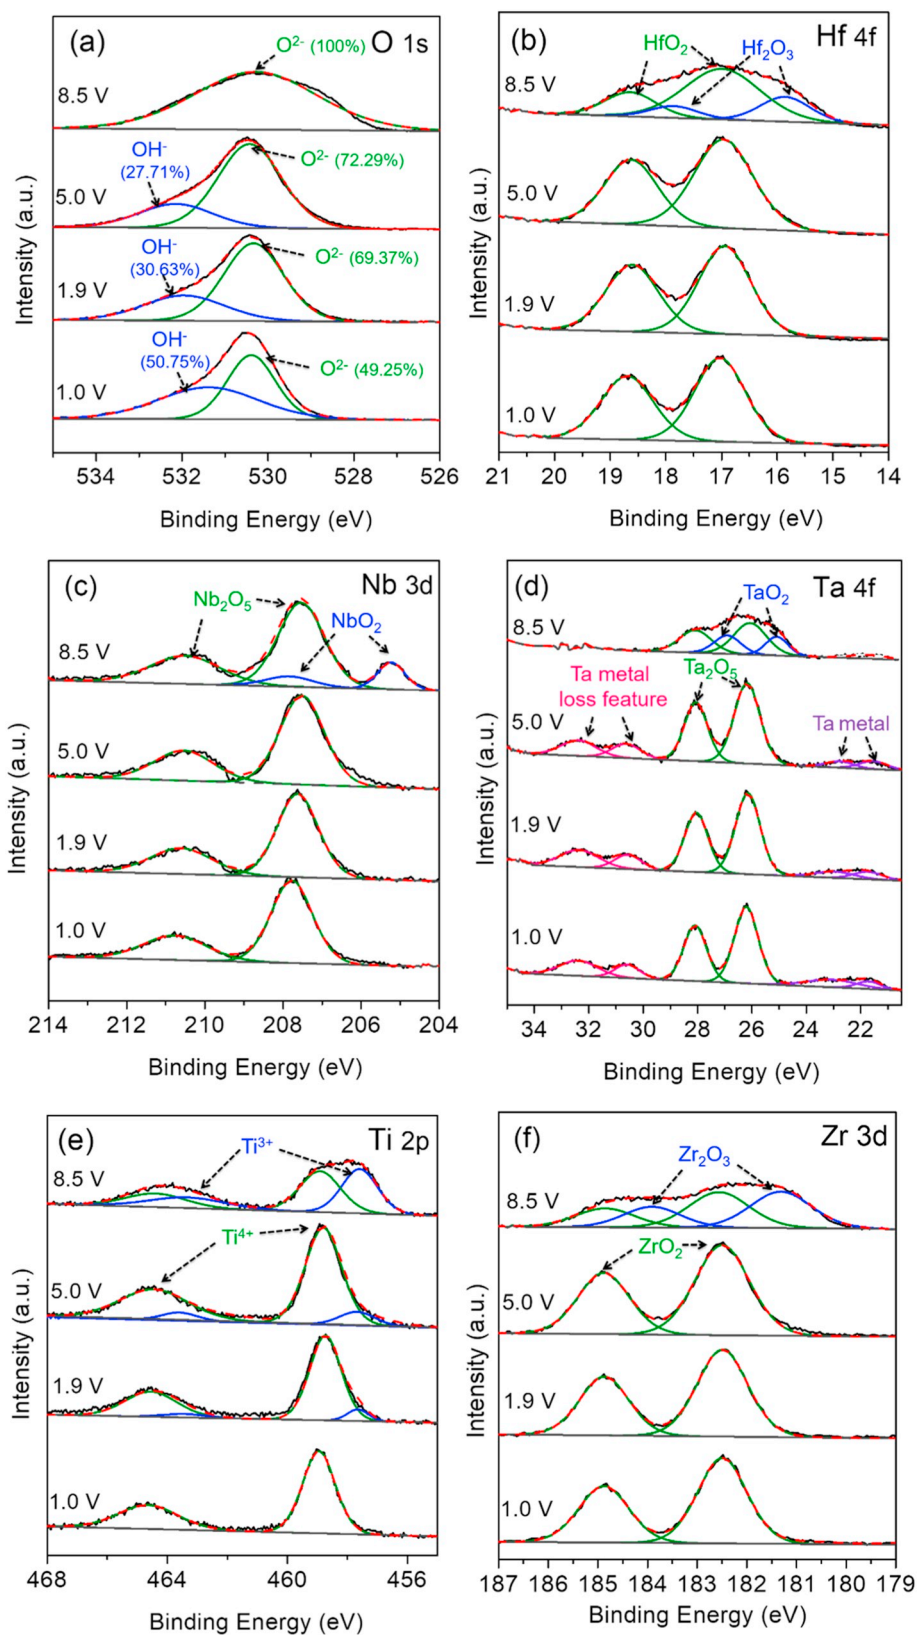 (a)
O²⁻ (100%)
O 1s
8.5 V
OH⁻
(27.71%)
O²⁻ (72.29%)
5.0 V
OH⁻
(30.63%)
O²⁻ (69.37%)
1.9 V
OH⁻
(50.75%)
O²⁻ (49.25%)
1.0 V
Intensity (a.u.)
534 532 530 528 526
Binding Energy (eV)
(b)
HfO₂
Hf₂O₃
Hf 4f
8.5 V
5.0 V
1.9 V
1.0 V
Intensity (a.u.)
21 20 19 18 17 16 15 14
Binding Energy (eV)
(c)
Nb 3d
Nb₂O₅
NbO₂
8.5 V
5.0 V
1.9 V
1.0 V
Intensity (a.u.)
214 212 210 208 206 204
Binding Energy (eV)
(d)
TaO₂
Ta 4f
8.5 V
Ta metal
loss feature
Ta₂O₅
Ta metal
5.0 V
1.9 V
1.0 V
Intensity (a.u.)
34 32 30 28 26 24 22
Binding Energy (eV)
(e)
Ti³⁺
Ti 2p
8.5 V
Ti⁴⁺
5.0 V
1.9 V
1.0 V
Intensity (a.u.)
468 464 460 456
Binding Energy (eV)
(f)
Zr 3d
Zr₂O₃
8.5 V
ZrO₂
5.0 V
1.9 V
1.0 V
Intensity (a.u.)
187 186 185 184 183 182 181 180 179
Binding Energy (eV)